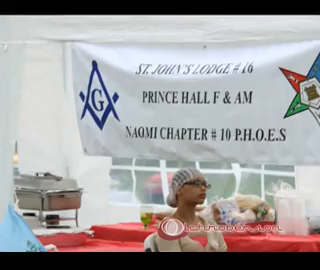 ST. JOHN'S LODGE # 16
G
PRINCE HALL F & AM
NAOMI CHAPTER # 10 P.H.O.E.S